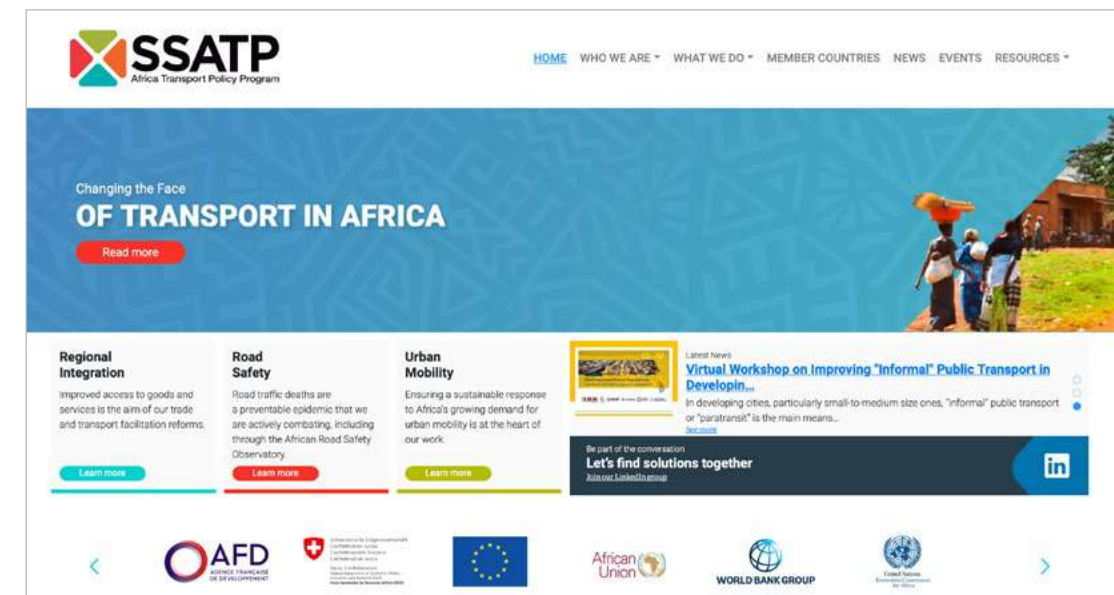 SSATP
Africa Transport Policy Program
HOME WHO WE ARE WHAT WE DO MEMBER COUNTRIES NEWS EVENTS RESOURCES
Changing the Face
OF TRANSPORT IN AFRICA
Read more
Regional
Integration
Improved access to goods and
services is the aim of our trade
and transport facilitation reforms.
Learn more
Road
Safety
Road traffic deaths are
a preventable epidemic that we
are actively combating, including
through the African Road Safety
Observatory.
Learn more
Urban
Mobility
Ensuring a sustainable response
to Africa's growing demand for
urban mobility is at the heart of
our work.
Learn more
Latest News
Virtual Workshop on Improving "Informal" Public Transport in
Developin...
In developing cities, particularly small-to-medium size ones, "informal" public transport
or "paratransit" is the main means...
See more
Be part of the conversation
Let's find solutions together
Join our LinkedIn group
in
AFD
AGENCE FRANÇAISE
DE DÉVELOPPEMENT
African
Union
WORLD BANK GROUP
United Nations
Economic Commission
for Africa